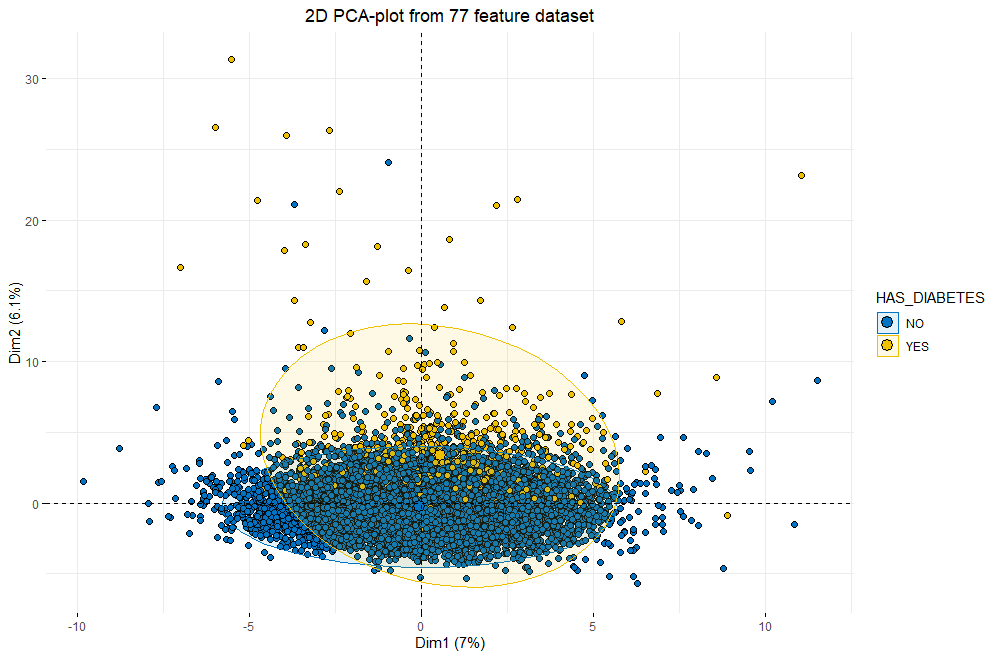 2D PCA-plot from 77 feature dataset
30
20
10
0
Dim2 (6.1%)
-10
-5
0
5
10
Dim1 (7%)
HAS_DIABETES
NO
YES